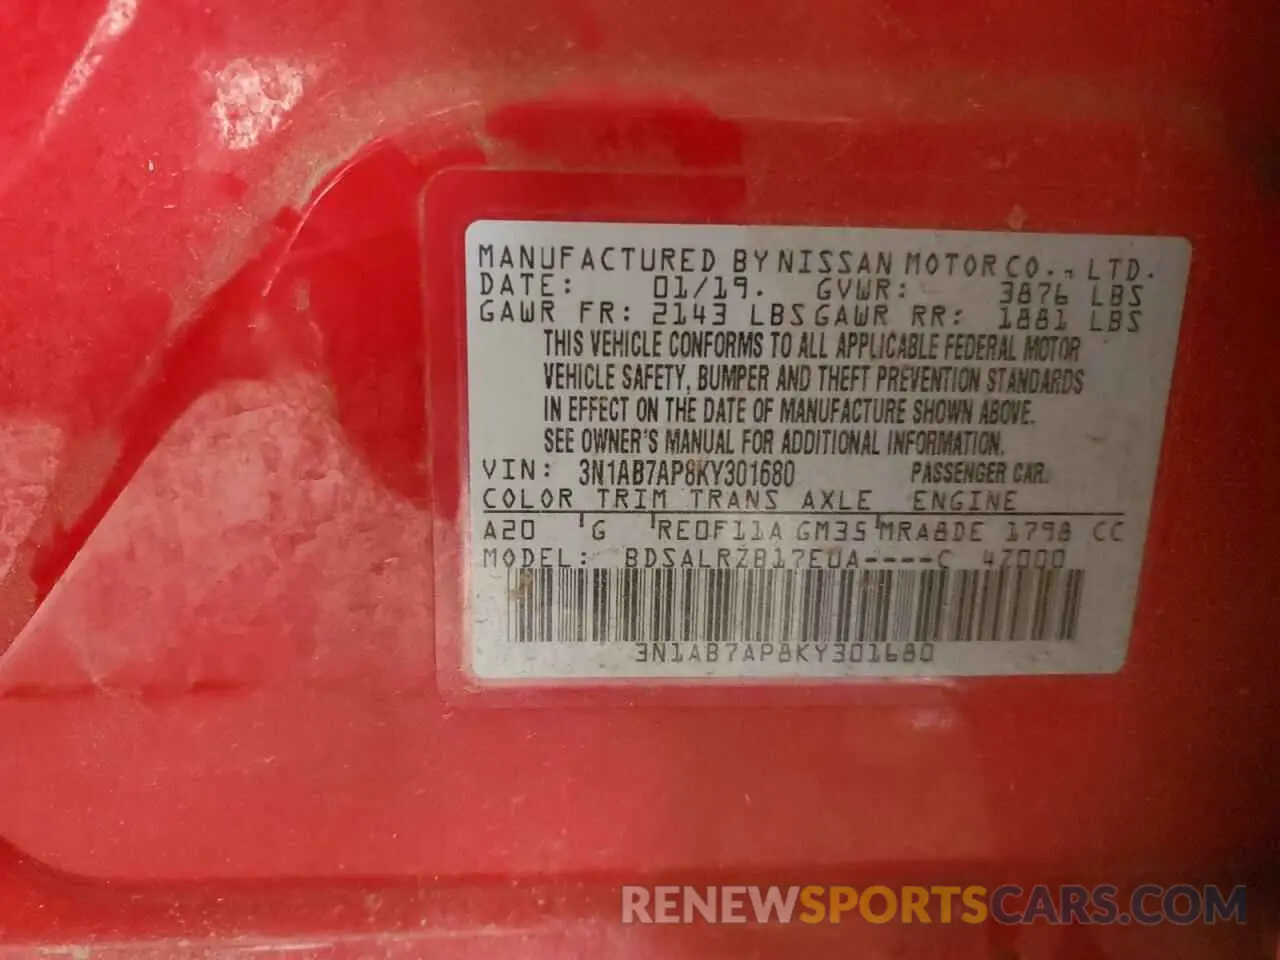 MANUFACTURED BY NISSAN MOTOR CO., LTD.
DATE: 01/19. GVWR: 3876 LBS
GAWR FR: 2143 LBS GAWR RR: 1881 LBS
THIS VEHICLE CONFORMS TO ALL APPLICABLE FEDERAL MOTOR
VEHICLE SAFETY, BUMPER AND THEFT PREVENTION STANDARDS
IN EFFECT ON THE DATE OF MANUFACTURE SHOWN ABOVE.
SEE OWNER'S MANUAL FOR ADDITIONAL INFORMATION.
VIN: 3N1AB7AP8KY301680 PASSENGER CAR.
COLOR TRIM TRANS AXLE ENGINE
A20 G RE0F11A GM35 MRA8DE 1798 CC
MODEL: BDSALRZB17EUA----C 47000
3N1AB7AP8KY301680
RENEWSPORTSCARS.COM